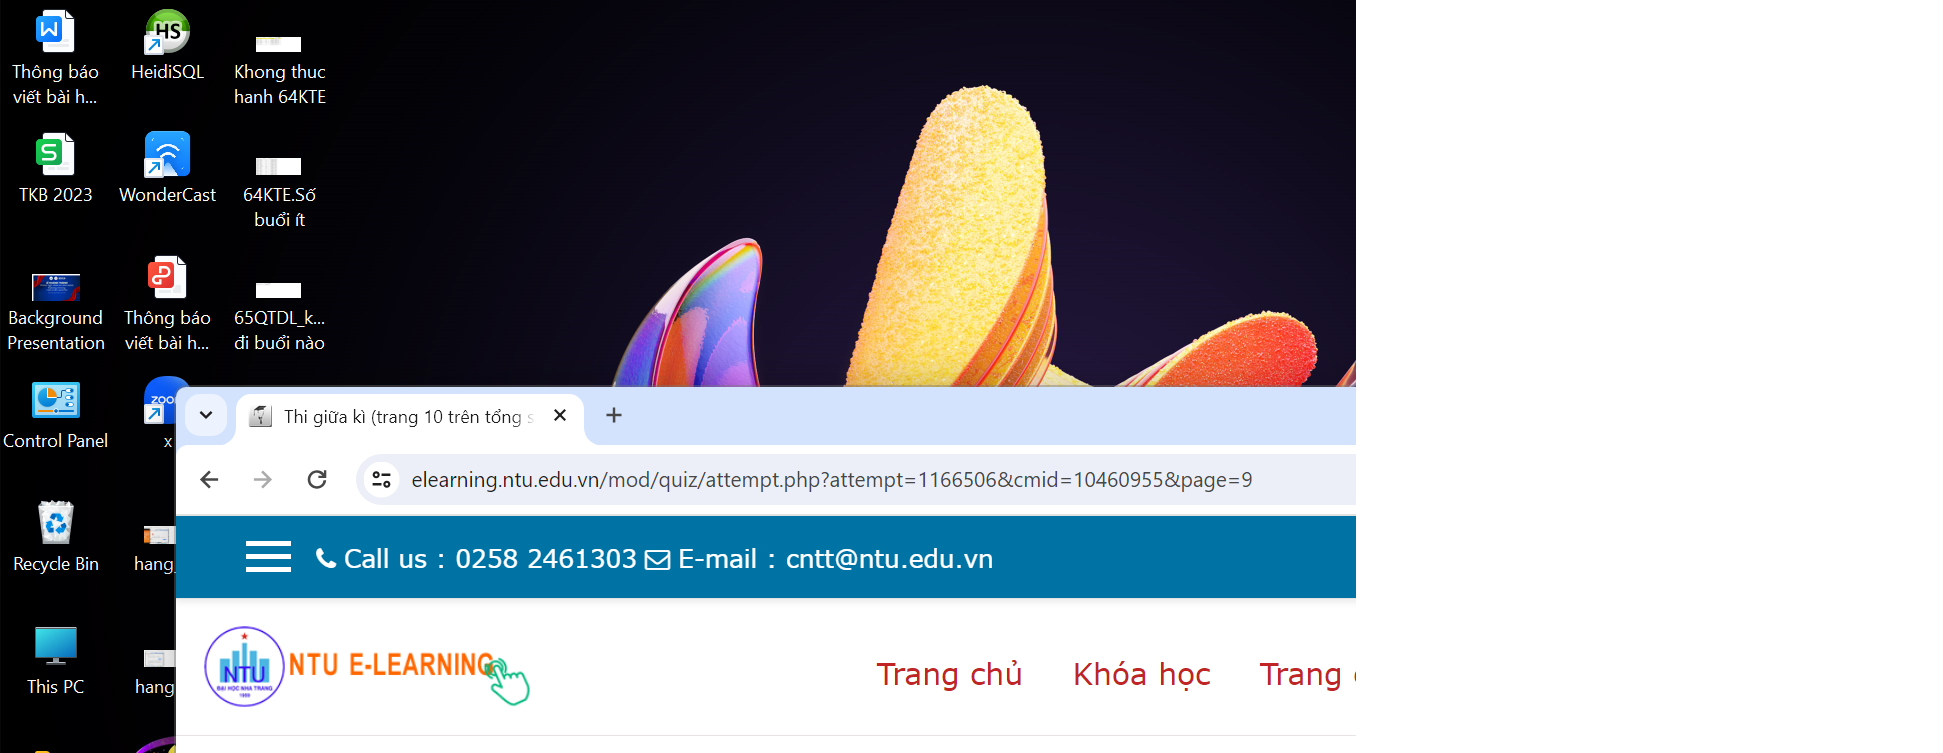 Thông báo
viết bài h...
HeidiSQL
Khong thuc
hanh 64KTE
TKB 2023
WonderCast
64KTE.Số
buổi ít
Background
Presentation
Thông báo
viết bài h...
65QTDL_k...
đi buổi nào
Control Panel
zoom
x
Recycle Bin
hang_
This PC
hang
Thi giữa kì (trang 10 trên tổng s
elearning.ntu.edu.vn/mod/quiz/attempt.php?attempt=1166506&cmid=10460955&page=9
Call us : 0258 2461303 E-mail : cntt@ntu.edu.vn
NTU
ĐẠI HỌC NHA TRANG
1959
NTU E-LEARNING
Trang chủ
Khóa học
Trang